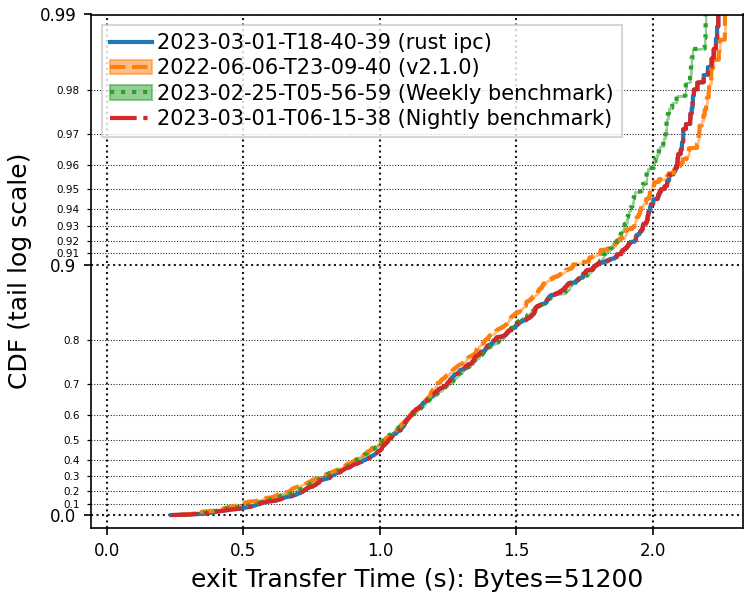 0.99
2023-03-01-T18-40-39 (rust ipc)
2022-06-06-T23-09-40 (v2.1.0)
2023-02-25-T05-56-59 (Weekly benchmark)
2023-03-01-T06-15-38 (Nightly benchmark)
0.98
0.97
0.96
0.95
0.94
0.93
0.92
0.91
0.9
0.8
0.7
0.6
0.5
0.4
0.3
0.2
0.1
0.0
CDF (tail log scale)
0.0 0.5 1.0 1.5 2.0
exit Transfer Time (s): Bytes=51200